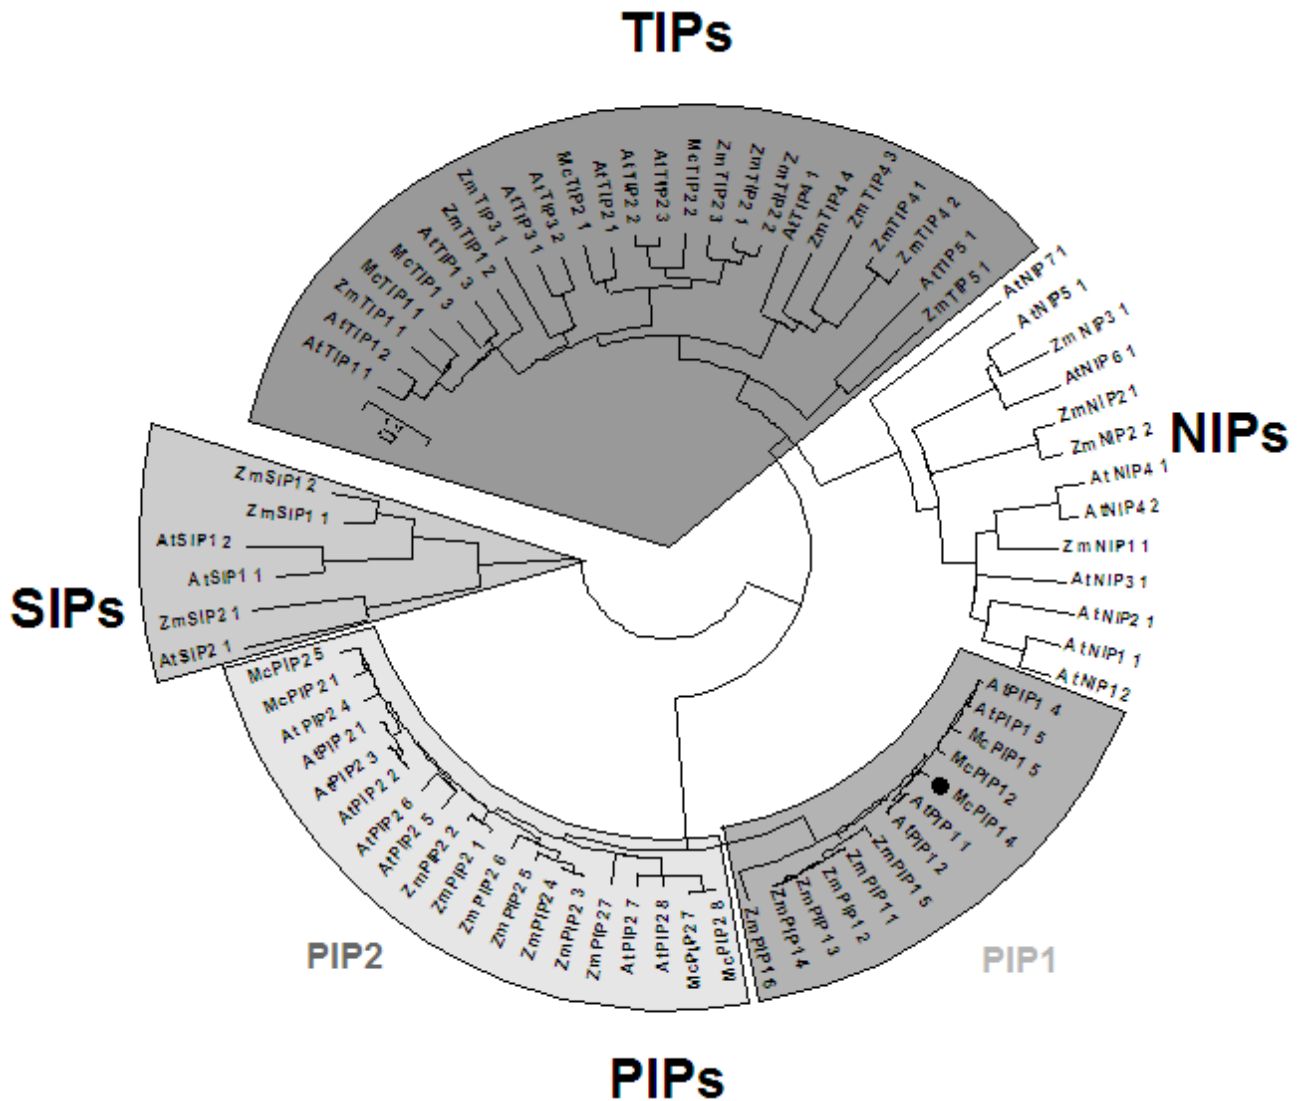 TIPs
AtTIP1 1
AtTIP1 2
ZmTIP1 1
McTIP1 1
McTIP1 3
AtTIP1 3
ZmTIP1 2
ZmTIP3 1
AtTIP3 1
AtTIP3 2
McTIP2 1
AtTIP2 1
AtTIP2 2
AtTIP2 3
McTIP2 2
ZmTIP2 3
ZmTIP2 1
ZmTIP2 2
AtTIP4 1
ZmTIP4 4
ZmTIP4 3
ZmTIP4 1
ZmTIP4 2
AtTIP5 1
ZmTIP5 1
AtNIP7 1
AtNIP5 1
ZmNIP3 1
AtNIP6 1
ZmNIP2 1
ZmNIP2 2
AtNIP4 1
AtNIP4 2
ZmNIP1 1
AtNIP3 1
AtNIP2 1
AtNIP1 1
AtNIP1 2
NIPs
AtPIP1 4
AtPIP1 5
McPIP1 5
McPIP1 2
McPIP1 4
AtPIP1 1
AtPIP1 2
ZmPIP1 5
ZmPIP1 1
ZmPIP1 2
ZmPIP1 3
ZmPIP1 4
ZmPIP1 6
PIP1
McPIP2 8
McPIP2 7
AtPIP2 8
AtPIP2 7
ZmPIP2 7
ZmPIP2 3
ZmPIP2 4
ZmPIP2 5
ZmPIP2 6
ZmPIP2 1
ZmPIP2 2
AtPIP2 5
AtPIP2 6
AtPIP2 2
AtPIP2 3
AtPIP2 1
AtPIP2 4
McPIP2 1
McPIP2 5
PIP2
PIPs
AtSIP2 1
ZmSIP2 1
AtSIP1 1
AtSIP1 2
ZmSIP1 1
ZmSIP1 2
SIPs